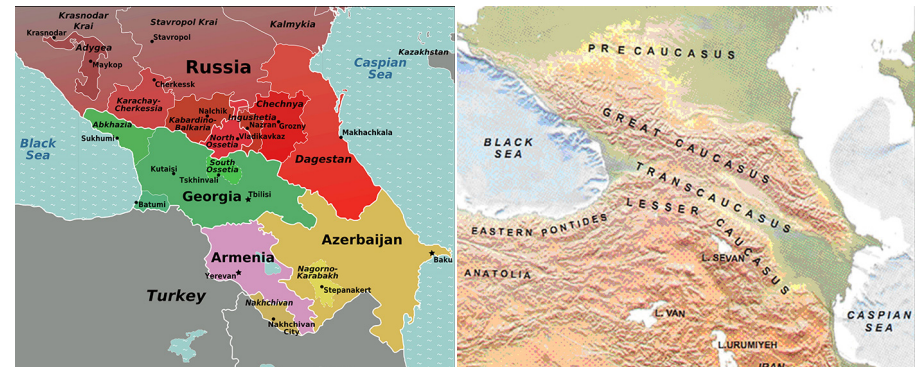 Krasnodar
Krai
Stavropol Krai
Kalmykia
Krasnodar
Stavropol
Adygea
Maykop
Russia
Kazakhstan
Caspian
Sea
Cherkessk
Karachay-
Cherkessia
Nalchik
Kabardino-
Balkaria
Ingushetia
Nazran
Chechnya
Grozny
Vladikavkaz
North
Ossetia
Makhachkala
Dagestan
Abkhazia
Sukhumi
Black
Sea
South
Ossetia
Kutaisi
Tskhinvali
Tbilisi
Georgia
Batumi
Azerbaijan
Armenia
Baku
Yerevan
Nagorno-
Karabakh
Stepanakert
Turkey
Nakhchivan
Nakhchivan
City
PRECAUCASUS
GREAT CAUCASUS
BLACK
SEA
TRANSCAUCASUS
LESSER CAUCASUS
EASTERN PONTIDES
L. SEVAN
ANATOLIA
L. VAN
CASPIAN
SEA
L.URUMIYEH
IRAN